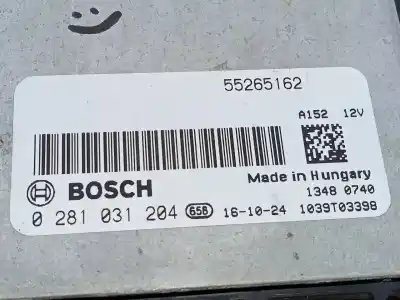 55265162
A152 12V
Made in Hungary
BOSCH
1348 0740
0 281 031 204 658 16-10-24 1039T03398